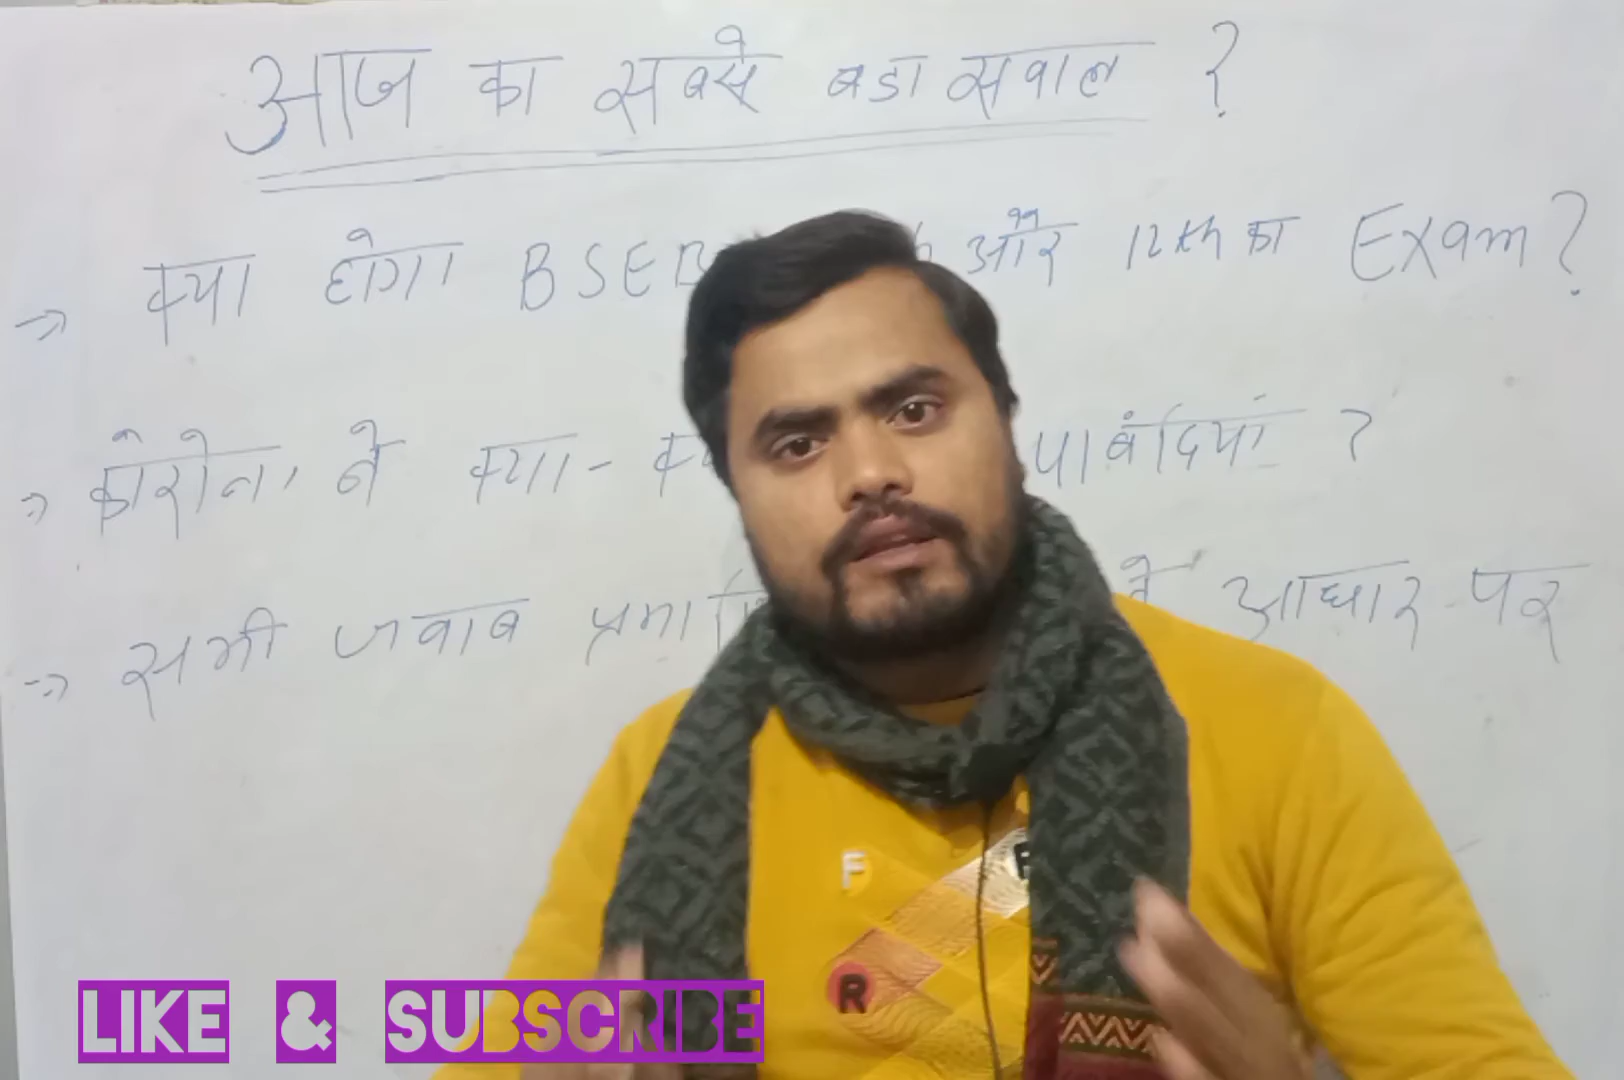 आज का सबसे बडा सवाल ?
→ क्या होगा BSEB और 12th का Exam ?
→ कोरोना ने क्या - पाबंदियां ?
→ सभी जवाब आधार पर
F
R
LIKE & SUBSCRIBE